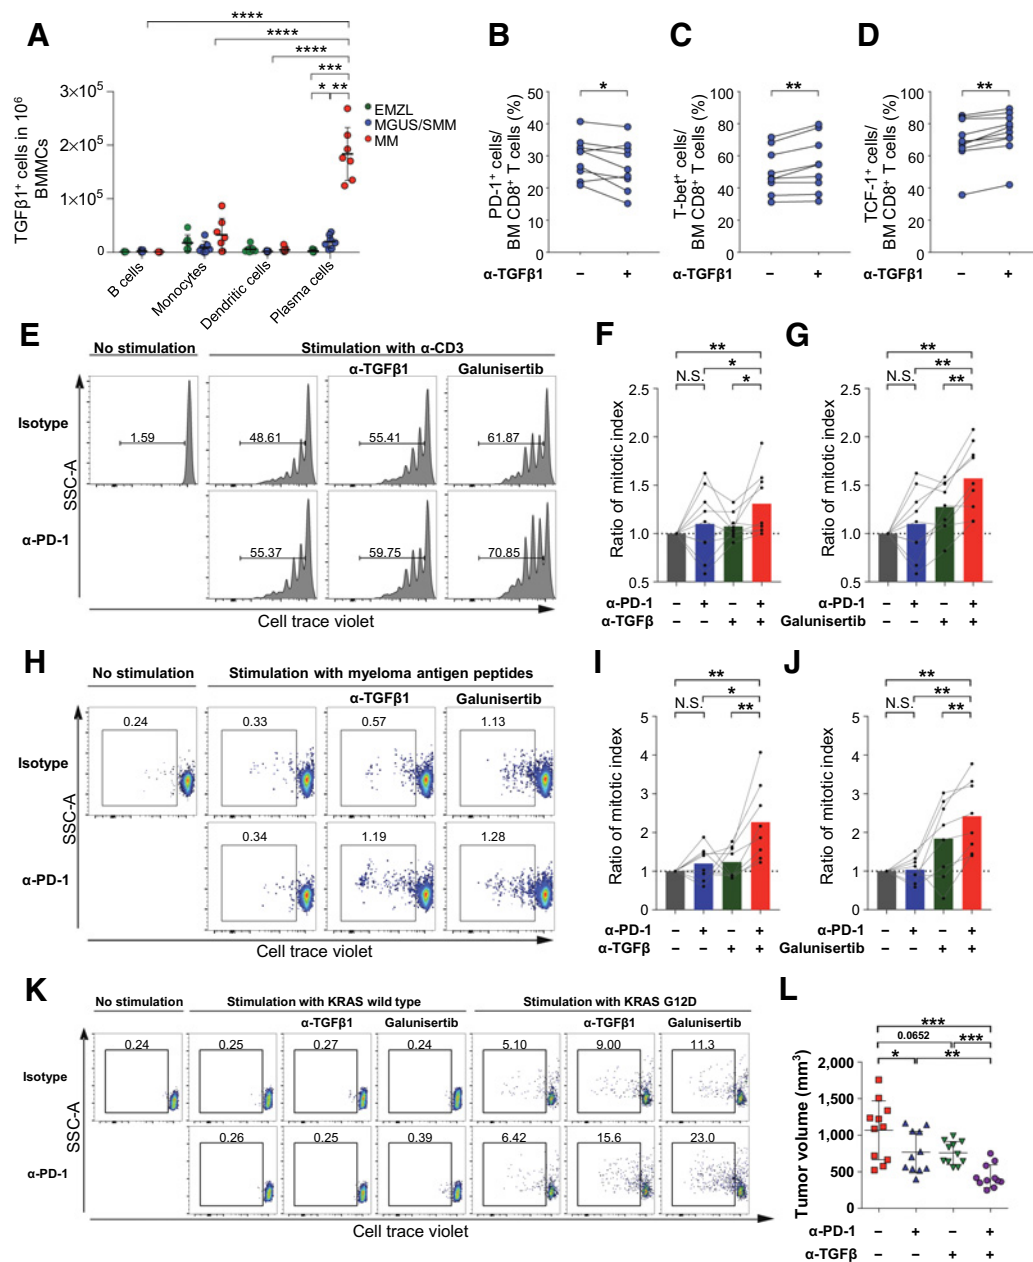 A
****
****
****
***
* **
3×10⁵
2×10⁵
1×10⁵
0
TGFβ1⁺ cells in 10⁶
BMMCs
EMZL
MGUS/SMM
MM
B cells
Monocytes
Dendritic cells
Plasma cells
B
*
50
40
30
20
10
0
PD-1⁺ cells/
BM CD8⁺ T cells (%)
α-TGFβ1 − +
C
**
100
80
60
40
20
0
T-bet⁺ cells/
BM CD8⁺ T cells (%)
α-TGFβ1 − +
D
**
100
80
60
40
20
0
TCF-1⁺ cells/
BM CD8⁺ T cells (%)
α-TGFβ1 − +
E
No stimulation Stimulation with α-CD3
α-TGFβ1 Galunisertib
Isotype
1.59 48.61 55.41 61.87
α-PD-1
55.37 59.75 70.85
SSC-A
Cell trace violet
F
**
*
N.S. *
2.5
2.0
1.5
1.0
0.5
Ratio of mitotic index
α-PD-1 − + − +
α-TGFβ − − + +
G
**
**
N.S. **
2.5
2.0
1.5
1.0
0.5
Ratio of mitotic index
α-PD-1 − + − +
Galunisertib − − + +
H
No stimulation Stimulation with myeloma antigen peptides
α-TGFβ1 Galunisertib
Isotype
0.24 0.33 0.57 1.13
α-PD-1
0.34 1.19 1.28
SSC-A
Cell trace violet
I
**
*
N.S. **
5
4
3
2
1
0
Ratio of mitotic index
α-PD-1 − + − +
α-TGFβ − − + +
J
**
**
N.S. **
5
4
3
2
1
0
Ratio of mitotic index
α-PD-1 − + − +
Galunisertib − − + +
K
No stimulation Stimulation with KRAS wild type Stimulation with KRAS G12D
α-TGFβ1 Galunisertib α-TGFβ1 Galunisertib
Isotype
0.24 0.25 0.27 0.24 5.10 9.00 11.3
α-PD-1
0.26 0.25 0.39 6.42 15.6 23.0
SSC-A
Cell trace violet
L
***
0.0652 ***
* **
2,000
1,500
1,000
500
0
Tumor volume (mm³)
α-PD-1 − + − +
α-TGFβ − − + +